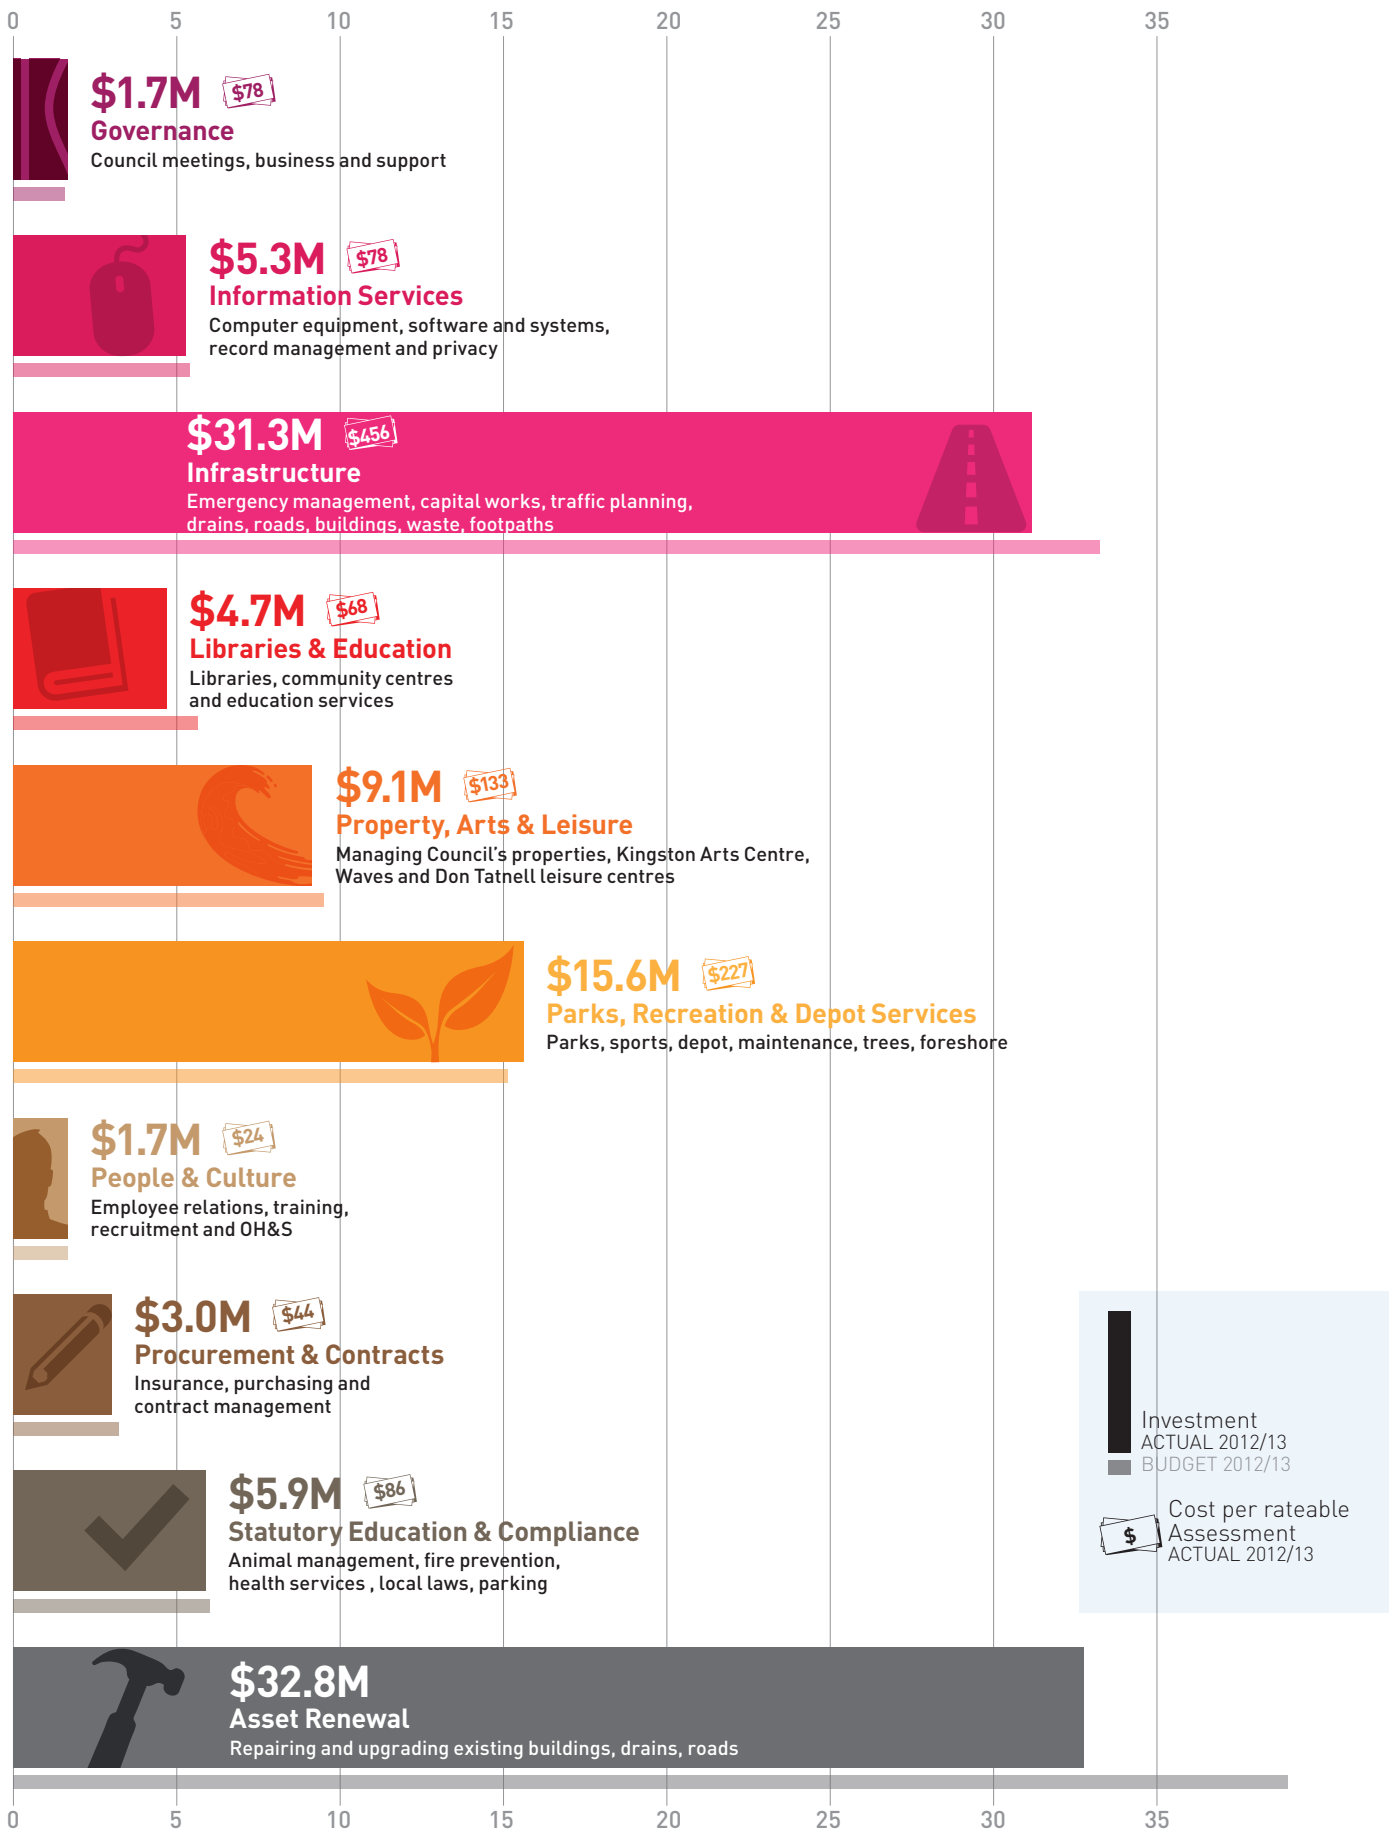 0 5 10 15 20 25 30 35
$1.7M $78
Governance
Council meetings, business and support
$5.3M $78
Information Services
Computer equipment, software and systems,
record management and privacy
$31.3M $456
Infrastructure
Emergency management, capital works, traffic planning,
drains, roads, buildings, waste, footpaths
$4.7M $68
Libraries & Education
Libraries, community centres
and education services
$9.1M $133
Property, Arts & Leisure
Managing Council’s properties, Kingston Arts Centre,
Waves and Don Tatnell leisure centres
$15.6M $227
Parks, Recreation & Depot Services
Parks, sports, depot, maintenance, trees, foreshore
$1.7M $24
People & Culture
Employee relations, training,
recruitment and OH&S
$3.0M $44
Procurement & Contracts
Insurance, purchasing and
contract management
$5.9M $86
Statutory Education & Compliance
Animal management, fire prevention,
health services , local laws, parking
Investment
ACTUAL 2012/13
BUDGET 2012/13
$
Cost per rateable
Assessment
ACTUAL 2012/13
$32.8M
Asset Renewal
Repairing and upgrading existing buildings, drains, roads
0 5 10 15 20 25 30 35